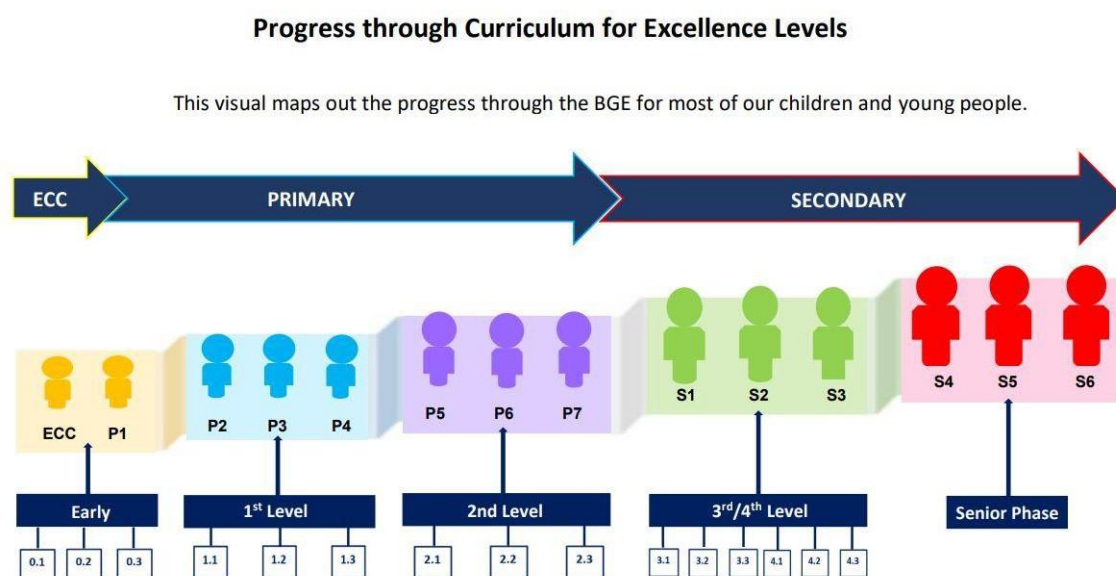 Progress through Curriculum for Excellence Levels
This visual maps out the progress through the BGE for most of our children and young people.
ECC PRIMARY SECONDARY
ECC P1 P2 P3 P4 P5 P6 P7 S1 S2 S3 S4 S5 S6
Early 1st Level 2nd Level 3rd/4th Level Senior Phase
0.1 0.2 0.3 1.1 1.2 1.3 2.1 2.2 2.3 3.1 3.2 3.3 4.1 4.2 4.3